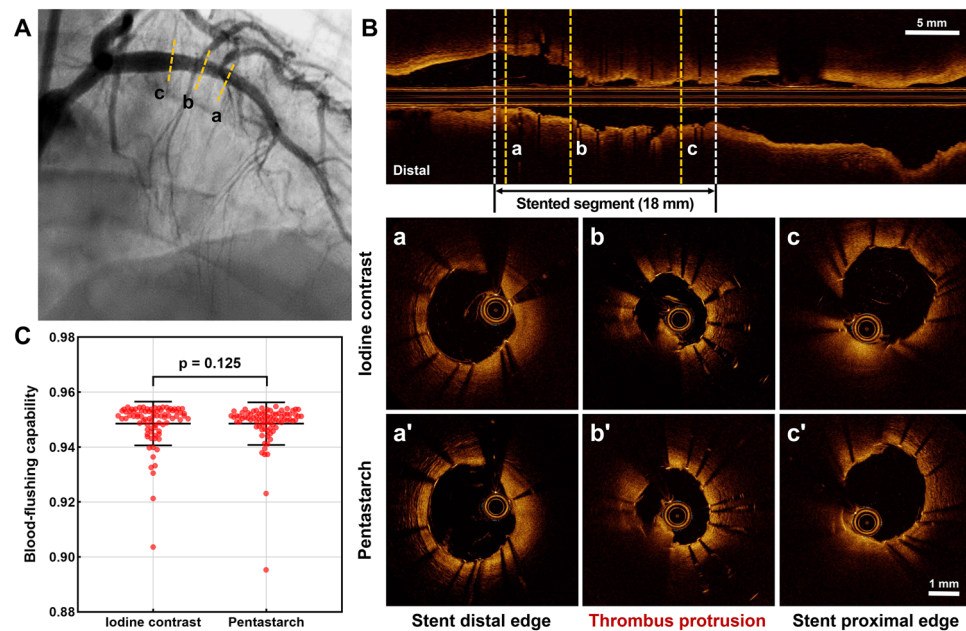 A
c
b
a
B
5 mm
a
b
c
Distal
Stented segment (18 mm)
Iodine contrast
a
b
c
Pentastarch
a'
b'
c'
1 mm
Stent distal edge
Thrombus protrusion
Stent proximal edge
C
0.98
0.96
0.94
0.92
0.90
0.88
Blood-flushing capability
p = 0.125
Iodine contrast
Pentastarch